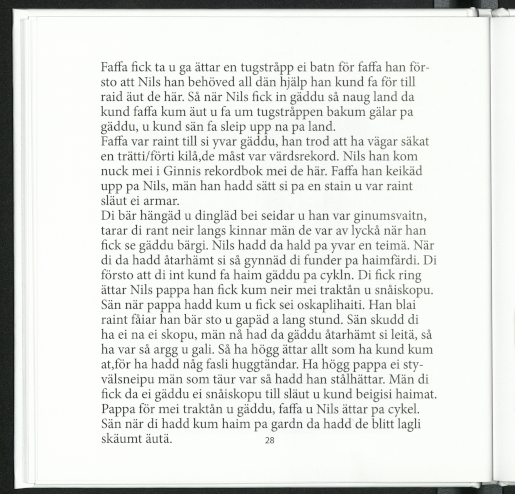 Faffa fick ta u ga ättar en tugsträpp ei batn för faffa han för-
sto att Nils han behöved all dän hjälp han kund fa för till
raid äut de här. Så när Nils fick in gäddu så naug land da
kund faffa kum äut u fa um tugsträppen bakum gälar pa
gäddu, u kund sän fa sleip upp na pa land.
Faffa var raint till si yvar gäddu, han trod att ha vägar säkat
en trätti/förti kilå,de måst var värdsrekord. Nils han kom
nuck mei i Ginnis rekordbok mei de här. Faffa han keikäd
upp pa Nils, män han hadd sätt si pa en stain u var raint
släut ei armar.
Di bär hängäd u dingläd bei seidar u han var ginumsvaitn,
tarar di rant neir langs kinnar män de var av lyckå när han
fick se gäddu bärgi. Nils hadd da hald pa yvar en teimä. När
di da hadd åtarhämt si så gynnäd di funder pa haimfärdi. Di
försto att di int kund fa haim gäddu pa cykln. Di fick ring
ättar Nils pappa han fick kum neir mei traktån u snåiskopu.
Sän när pappa hadd kum u fick sei oskaplihaiti. Han blai
raint fåiar han bär sto u gapäd a lang stund. Sän skudd di
ha ei na ei skopu, män nå had da gäddu åtarhämt si leitä, så
ha var så argg u gali. Så ha högg ättar allt som ha kund kum
at,för ha hadd någ fasli huggtändar. Ha högg pappa ei sty-
välsneipu män som täur var så hadd han stålhättar. Män di
fick da ei gäddu ei snåiskopu till släut u kund beigisi haimat.
Pappa för mei traktån u gäddu, faffa u Nils ättar pa cykel.
Sän när di hadd kum haim pa gardn da hadd de blitt lagli
skäumt äutä.
28